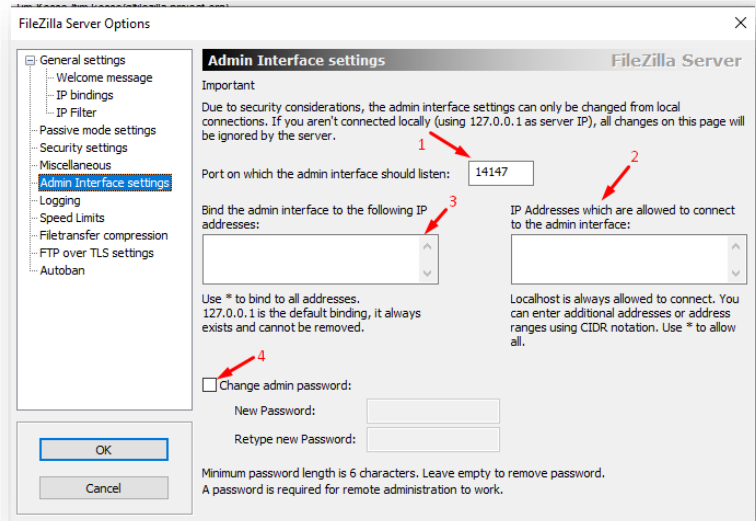 FileZilla Server Options
General settings
Welcome message
IP bindings
IP Filter
Passive mode settings
Security settings
Miscellaneous
Admin Interface settings
Logging
Speed Limits
Filetransfer compression
FTP over TLS settings
Autoban
OK
Cancel
Admin Interface settings
FileZilla Server
Important
Due to security considerations, the admin interface settings can only be changed from local
connections. If you aren't connected locally (using 127.0.0.1 as server IP), all changes on this page will
be ignored by the server.
1
2
Port on which the admin interface should listen: 14147
3
Bind the admin interface to the following IP
addresses:
Use * to bind to all addresses.
127.0.0.1 is the default binding, it always
exists and cannot be removed.
IP Addresses which are allowed to connect
to the admin interface:
Localhost is always allowed to connect. You
can enter additional addresses or address
ranges using CIDR notation. Use * to allow
all.
4
Change admin password:
New Password:
Retype new Password:
Minimum password length is 6 characters. Leave empty to remove password.
A password is required for remote administration to work.